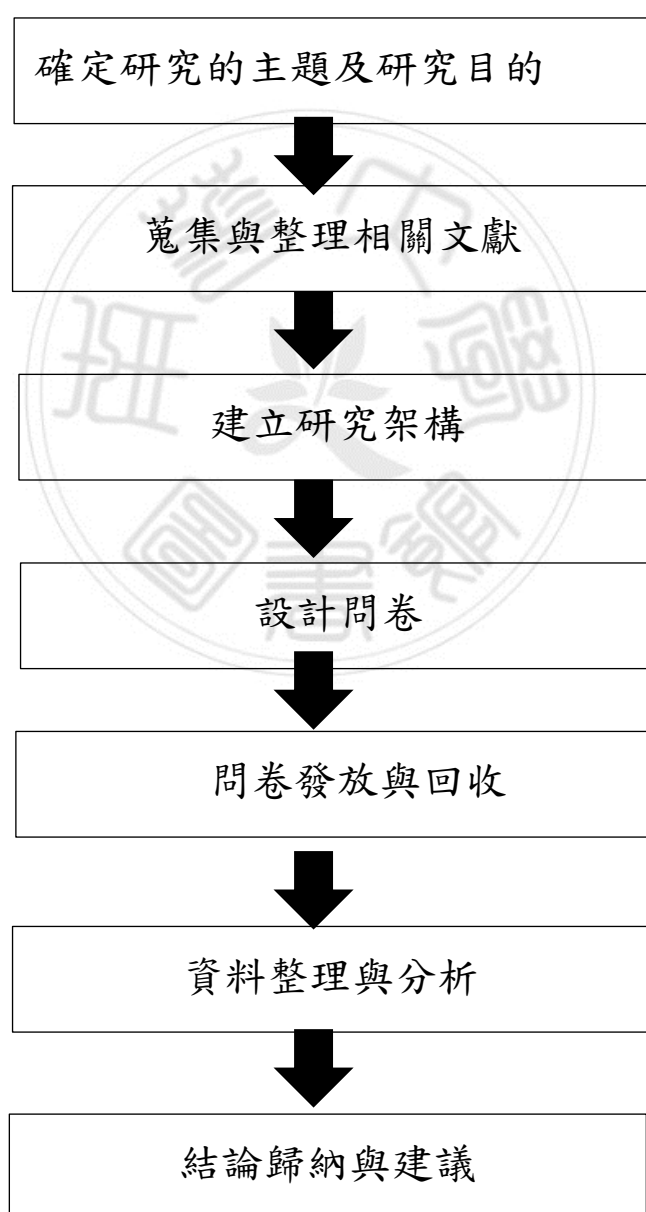 確定研究的主題及研究目的
蒐集與整理相關文獻
建立研究架構
設計問卷
問卷發放與回收
資料整理與分析
結論歸納與建議